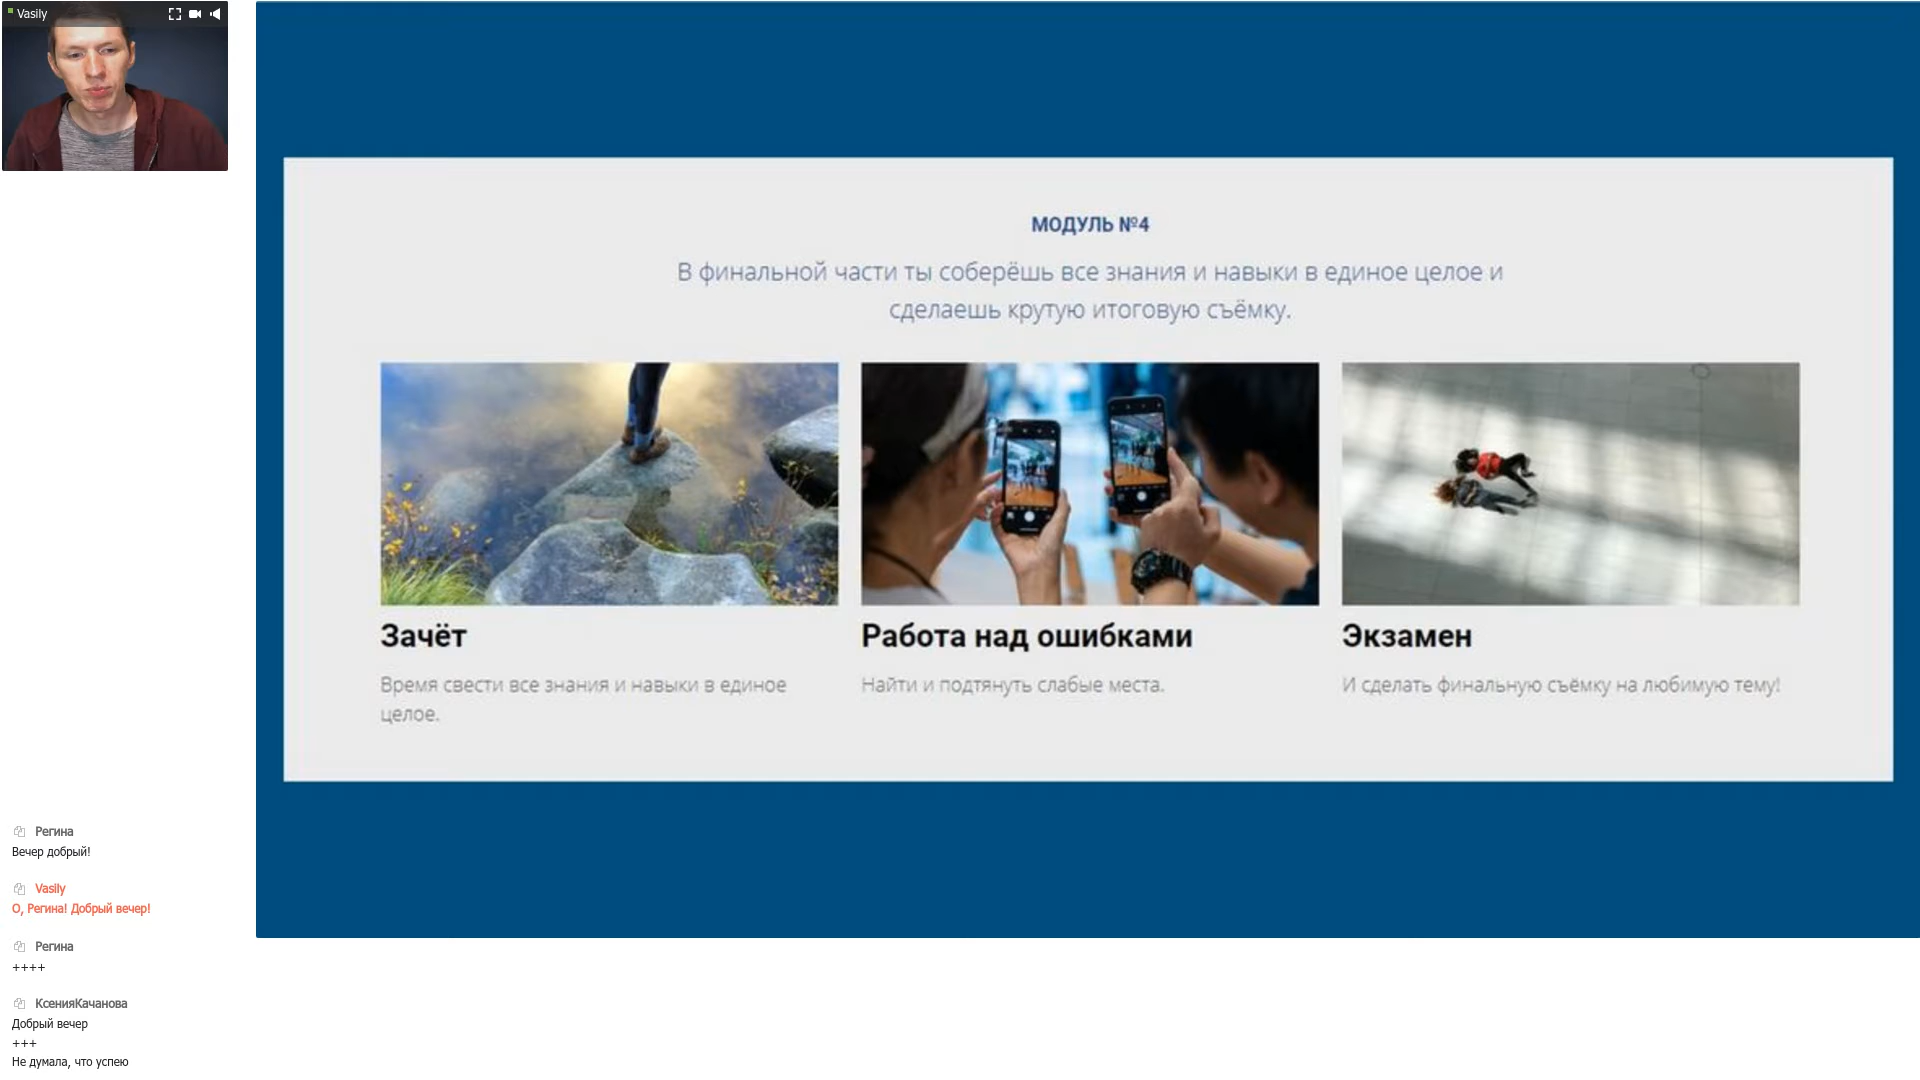 Vasily
МОДУЛЬ №4
В финальной части ты соберёшь все знания и навыки в единое целое и
сделаешь крутую итоговую съёмку.
Зачёт
Время свести все знания и навыки в единое
целое.
Работа над ошибками
Найти и подтянуть слабые места.
Экзамен
И сделать финальную съёмку на любимую тему!
Регина
Вечер добрый!
Vasily
О, Регина! Добрый вечер!
Регина
++++
КсенияКачанова
Добрый вечер
+++
Не думала, что успею